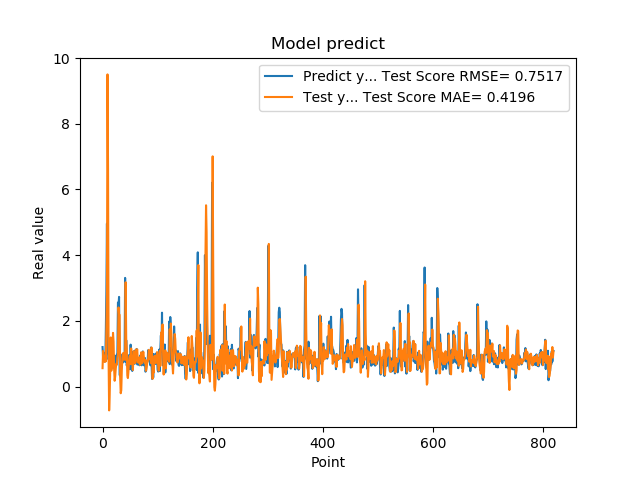 Model predict
Predict y... Test Score RMSE= 0.7517
Test y... Test Score MAE= 0.4196
Real value
10
8
6
4
2
0
0 200 400 600 800
Point